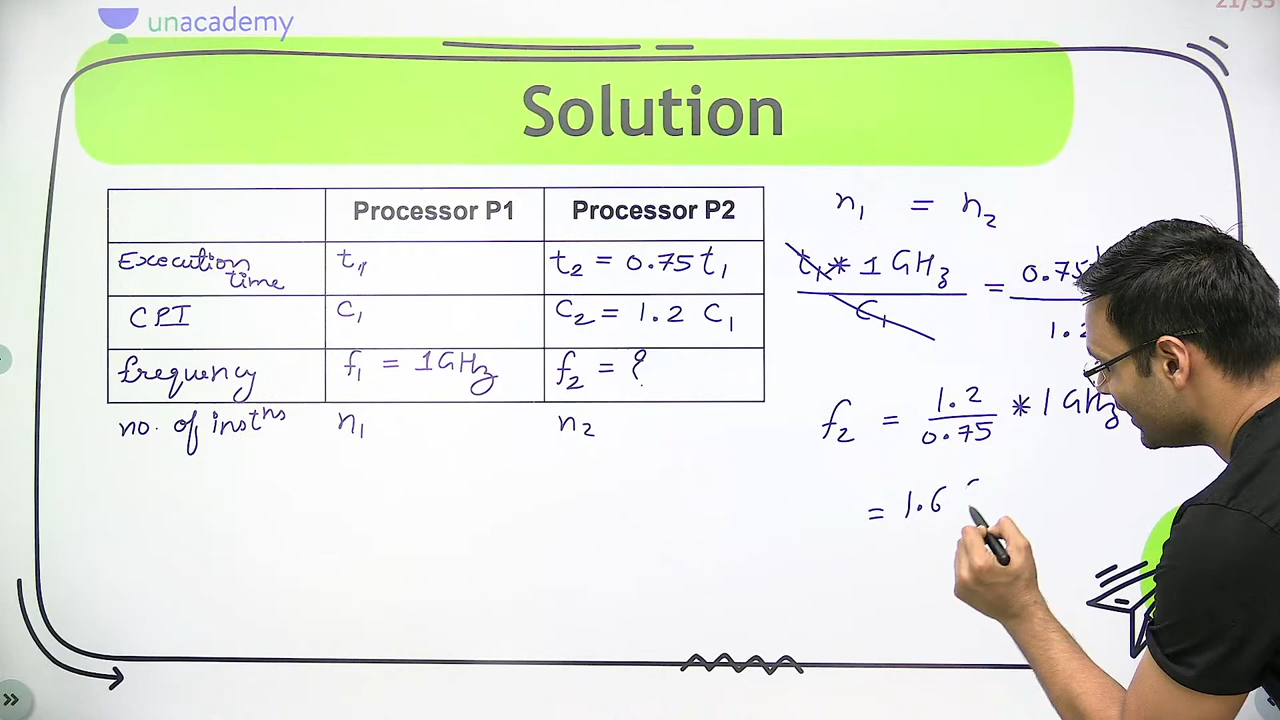 21/35
unacademy
Solution
Processor P1 Processor P2
Execution time t1 t2 = 0.75 t1
CPI C1 C2 = 1.2 C1
frequency f1 = 1GHz f2 = ?
no. of instns n1 n2
n1 = n2
t1 * 1 GHz / C1 = 0.75 / 1.2
f2 = 1.2 / 0.75 * 1 GHz
= 1.6